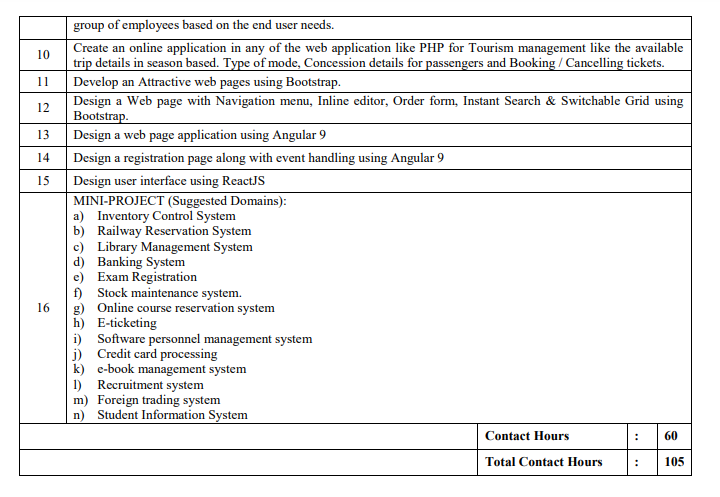 group of employees based on the end user needs.
10 Create an online application in any of the web application like PHP for Tourism management like the available
trip details in season based. Type of mode, Concession details for passengers and Booking / Cancelling tickets.
11 Develop an Attractive web pages using Bootstrap.
12 Design a Web page with Navigation menu, Inline editor, Order form, Instant Search & Switchable Grid using
Bootstrap.
13 Design a web page application using Angular 9
14 Design a registration page along with event handling using Angular 9
15 Design user interface using ReactJS
16 MINI-PROJECT (Suggested Domains):
a) Inventory Control System
b) Railway Reservation System
c) Library Management System
d) Banking System
e) Exam Registration
f) Stock maintenance system.
g) Online course reservation system
h) E-ticketing
i) Software personnel management system
j) Credit card processing
k) e-book management system
l) Recruitment system
m) Foreign trading system
n) Student Information System
Contact Hours : 60
Total Contact Hours : 105